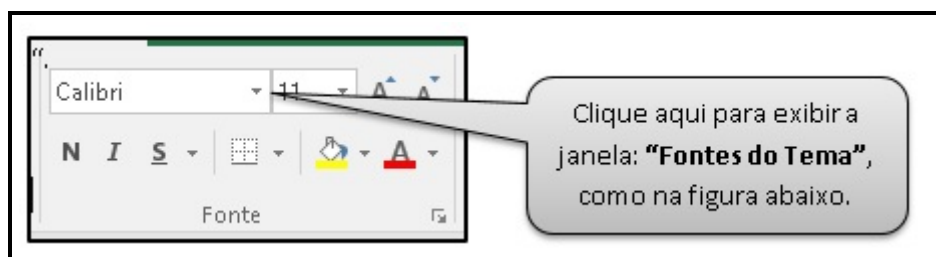 “
Calibri 11 A A
N I S A
Fonte
Clique aqui para exibir a
janela: “Fontes do Tema”,
como na figura abaixo.